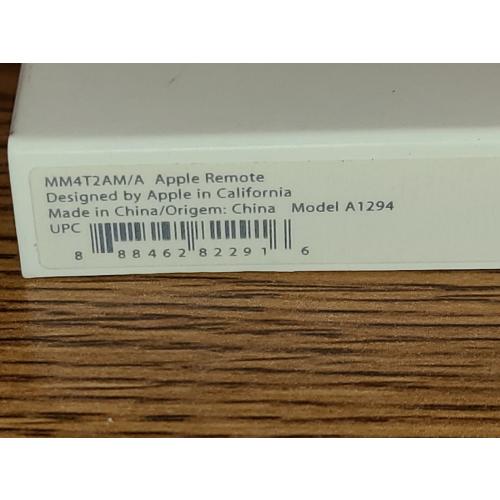 MM4T2AM/A Apple Remote
Designed by Apple in California
Made in China/Origem: China Model A1294
UPC
8 88462 82291 6